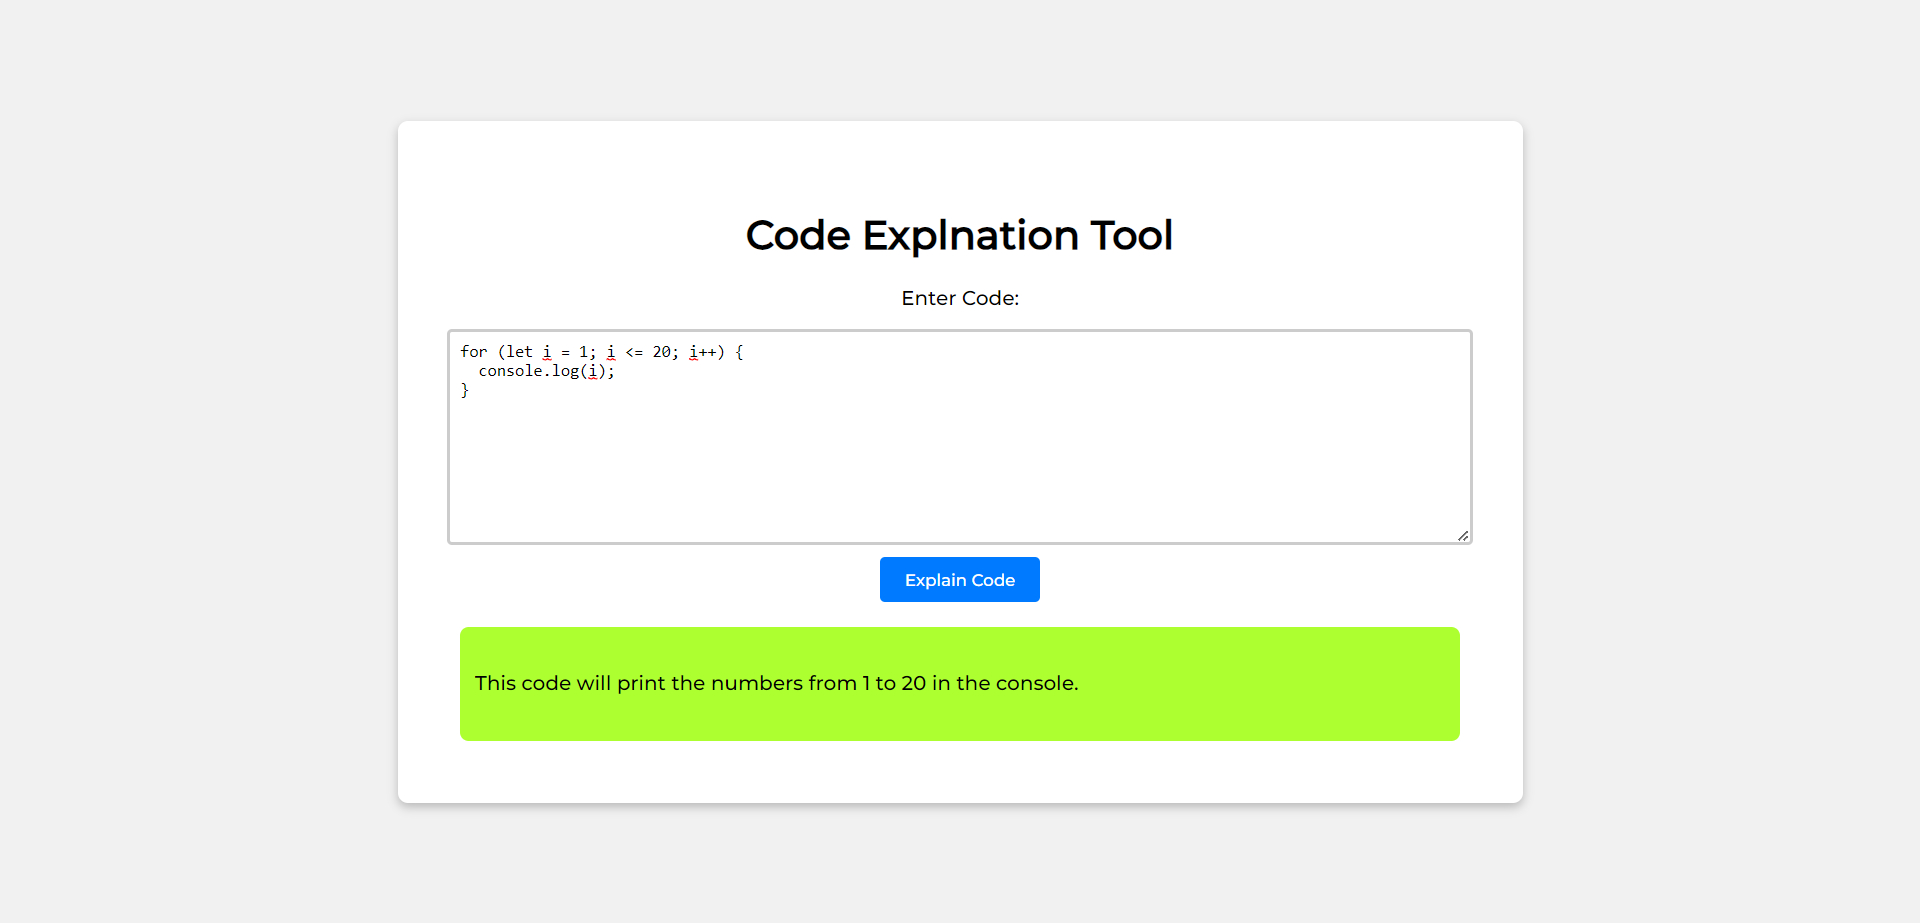 Code Explnation Tool
Enter Code:
for (let i = 1; i <= 20; i++) {
  console.log(i);
}
Explain Code
This code will print the numbers from 1 to 20 in the console.